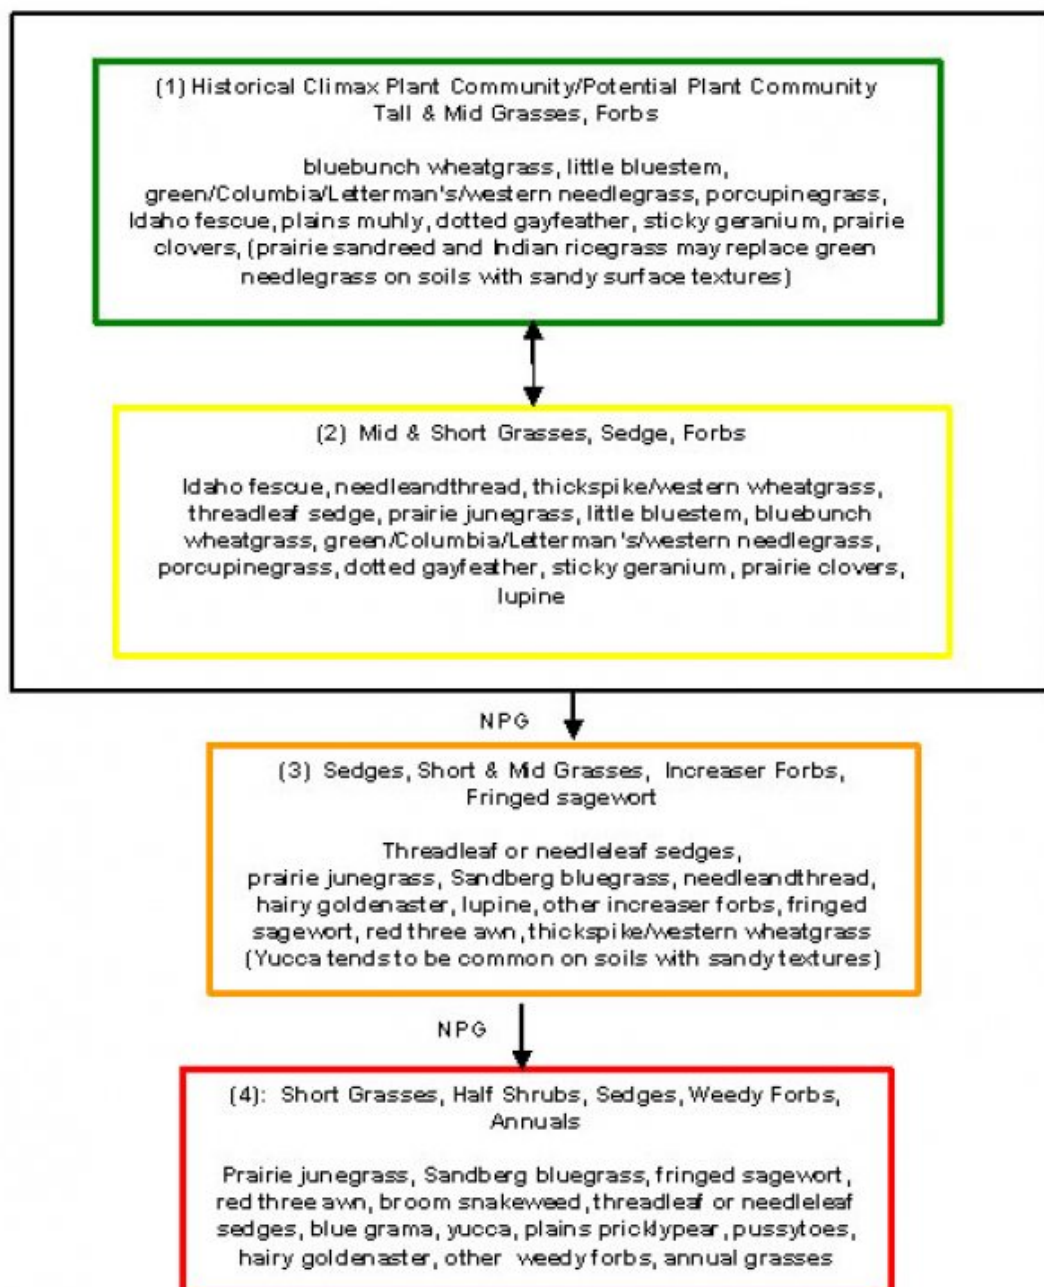 (1) Historical Climax Plant Community/Potential Plant Community
Tall & Mid Grasses, Forbs
bluebunch wheatgrass, little bluestem,
green/Columbia/Letterman's/western needlegrass, porcupinegrass,
Idaho fescue, plains muhly, dotted gayfeather, sticky geranium, prairie
clovers, (prairie sandreed and Indian ricegrass may replace green
needlegrass on soils with sandy surface textures)
(2) Mid & Short Grasses, Sedge, Forbs
Idaho fescue, needleandthread, thickspike/western wheatgrass,
threadleaf sedge, prairie junegrass, little bluestem, bluebunch
wheatgrass, green/Columbia/Letterman's/western needlegrass,
porcupinegrass, dotted gayfeather, sticky geranium, prairie clovers,
lupine
NPG
(3) Sedges, Short & Mid Grasses, Increaser Forbs,
Fringed sagewort
Threadleaf or needleleaf sedges,
prairie junegrass, Sandberg bluegrass, needleandthread,
hairy goldenaster, lupine, other increaser forbs, fringed
sagewort, red three awn, thickspike/western wheatgrass
(Yucca tends to be common on soils with sandy textures)
NPG
(4): Short Grasses, Half Shrubs, Sedges, Weedy Forbs,
Annuals
Prairie junegrass, Sandberg bluegrass, fringed sagewort,
red three awn, broom snakeweed, threadleaf or needleleaf
sedges, blue grama, yucca, plains pricklypear, pussytoes,
hairy goldenaster, other weedy forbs, annual grasses